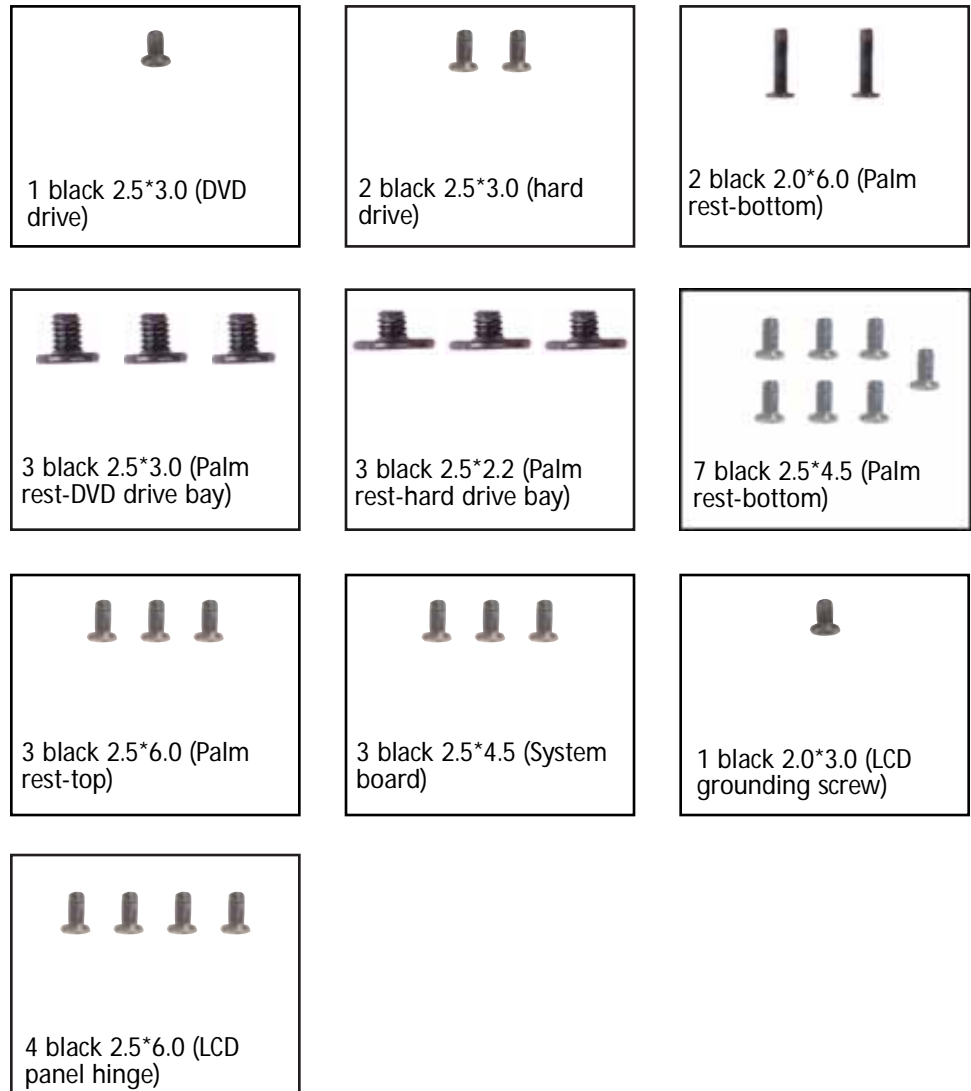 1 black 2.5*3.0 (DVD
drive)
2 black 2.5*3.0 (hard
drive)
2 black 2.0*6.0 (Palm
rest-bottom)
3 black 2.5*3.0 (Palm
rest-DVD drive bay)
3 black 2.5*2.2 (Palm
rest-hard drive bay)
7 black 2.5*4.5 (Palm
rest-bottom)
3 black 2.5*6.0 (Palm
rest-top)
3 black 2.5*4.5 (System
board)
1 black 2.0*3.0 (LCD
grounding screw)
4 black 2.5*6.0 (LCD
panel hinge)